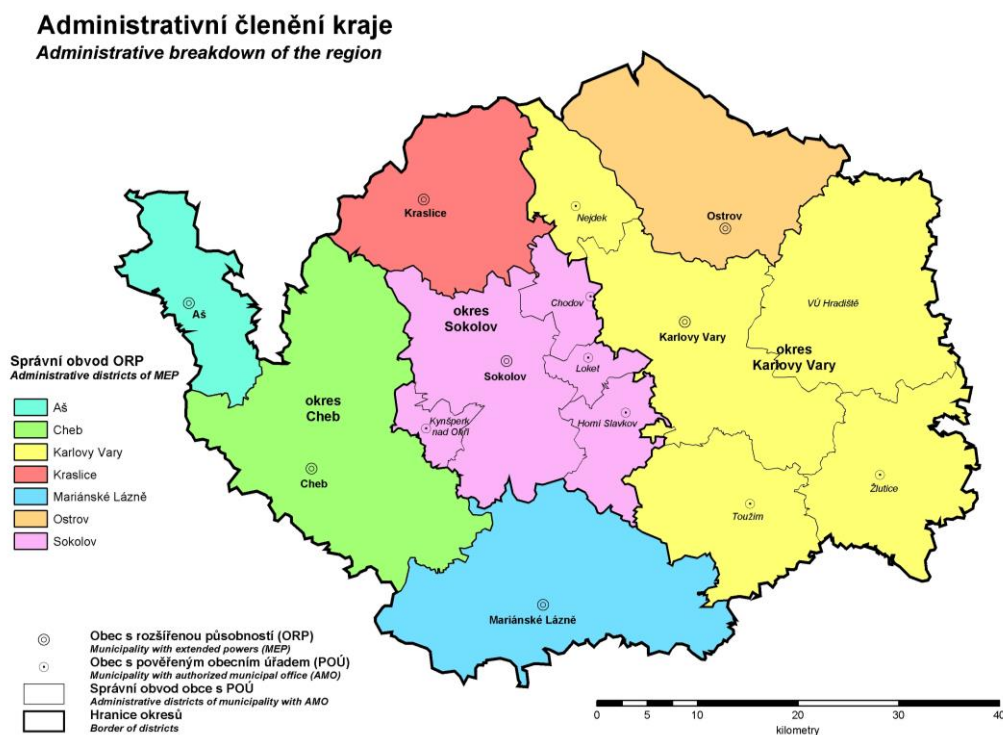 Administrativní členění kraje
Administrative breakdown of the region
Kraslice
Nejdek
Ostrov
Aš
okres
Sokolov
Chodov
VÚ Hradiště
Karlovy Vary
okres
Karlovy Vary
Sokolov
Loket
okres
Cheb
Kynšperk
nad Ohří
Horní Slavkov
Cheb
Toužim
Žlutice
Mariánské Lázně
Správní obvod ORP
Administrative districts of MEP
Aš
Cheb
Karlovy Vary
Kraslice
Mariánské Lázně
Ostrov
Sokolov
Obec s rozšířenou působností (ORP)
Municipality with extended powers (MEP)
Obec s pověřeným obecním úřadem (POÚ)
Municipality with authorized municipal office (AMO)
Správní obvod obce s POÚ
Administrative districts of municipality with AMO
Hranice okresů
Border of districts
0 5 10 20 30 40
kilometry